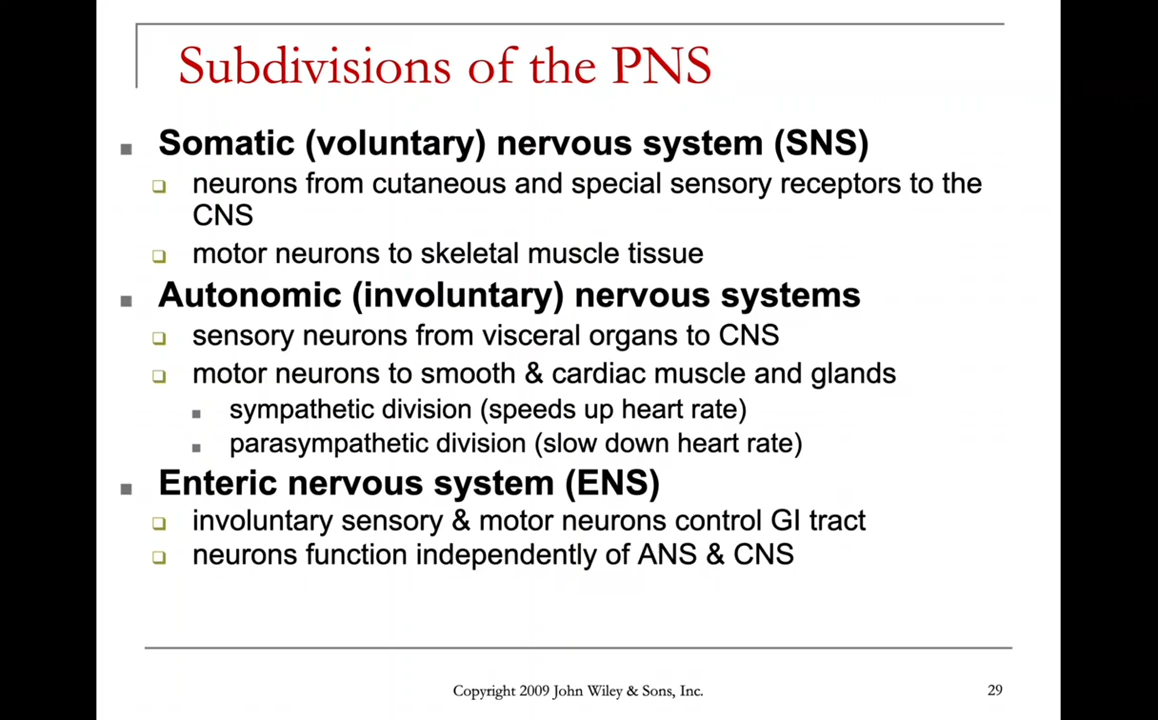 Subdivisions of the PNS
Somatic (voluntary) nervous system (SNS)
neurons from cutaneous and special sensory receptors to the
CNS
motor neurons to skeletal muscle tissue
Autonomic (involuntary) nervous systems
sensory neurons from visceral organs to CNS
motor neurons to smooth & cardiac muscle and glands
sympathetic division (speeds up heart rate)
parasympathetic division (slow down heart rate)
Enteric nervous system (ENS)
involuntary sensory & motor neurons control GI tract
neurons function independently of ANS & CNS
Copyright 2009 John Wiley & Sons, Inc.
29